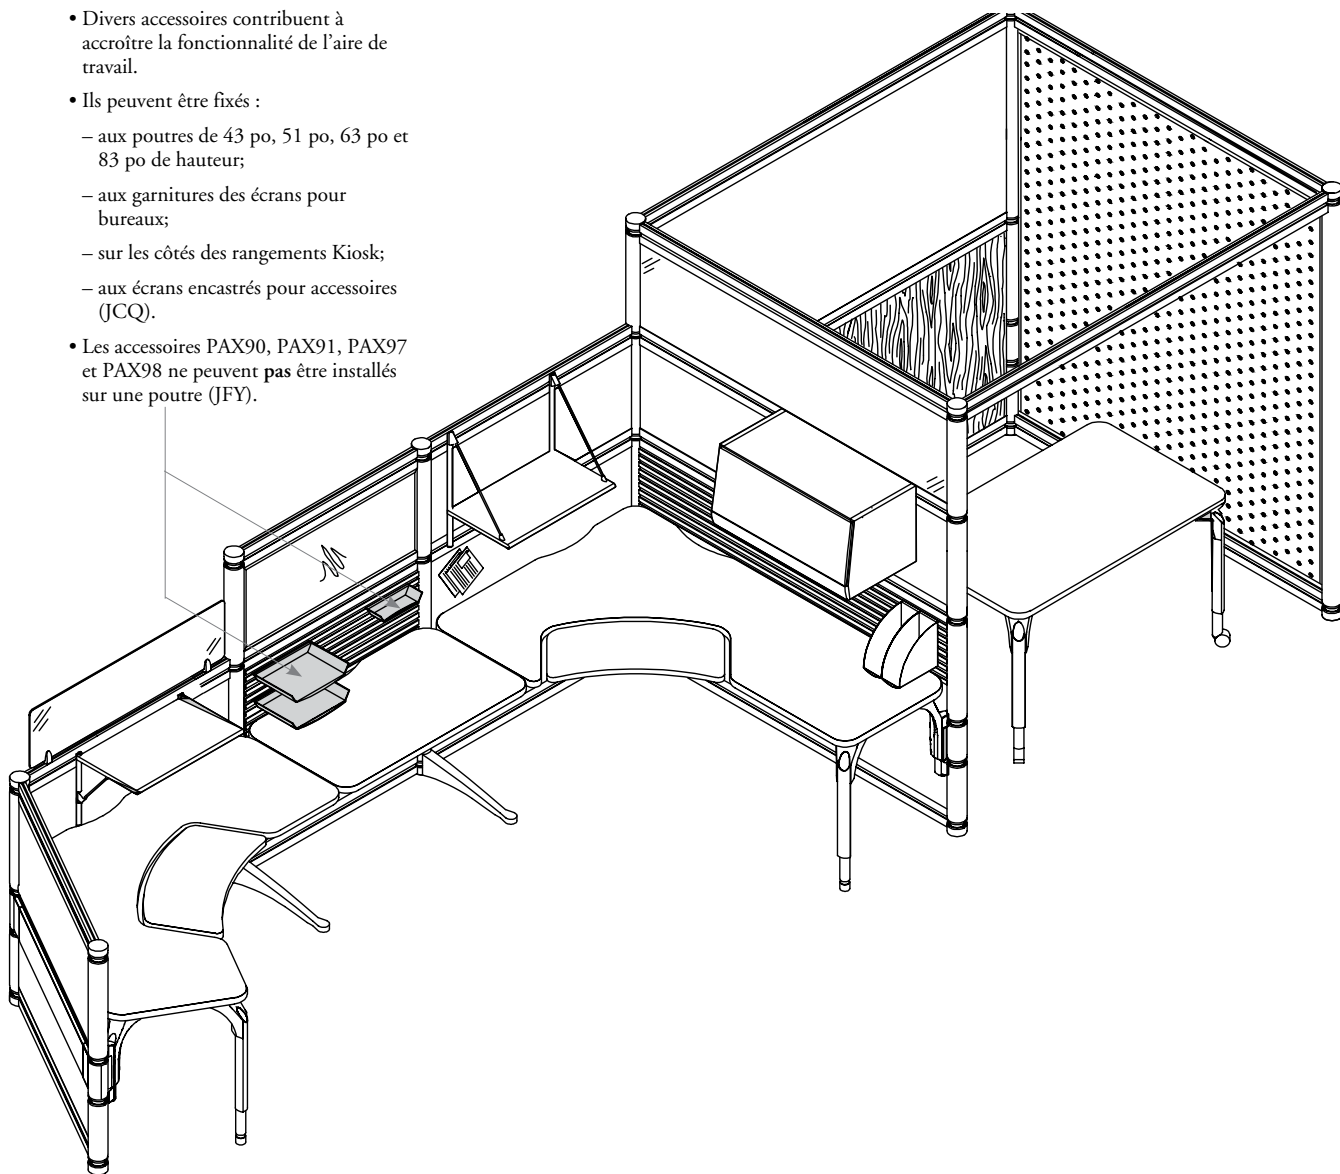 • Divers accessoires contribuent à
accroître la fonctionnalité de l’aire de
travail.
• Ils peuvent être fixés :
– aux poutres de 43 po, 51 po, 63 po et
83 po de hauteur;
– aux garnitures des écrans pour
bureaux;
– sur les côtés des rangements Kiosk;
– aux écrans encastrés pour accessoires
(JCQ).
• Les accessoires PAX90, PAX91, PAX97
et PAX98 ne peuvent pas être installés
sur une poutre (JFY).